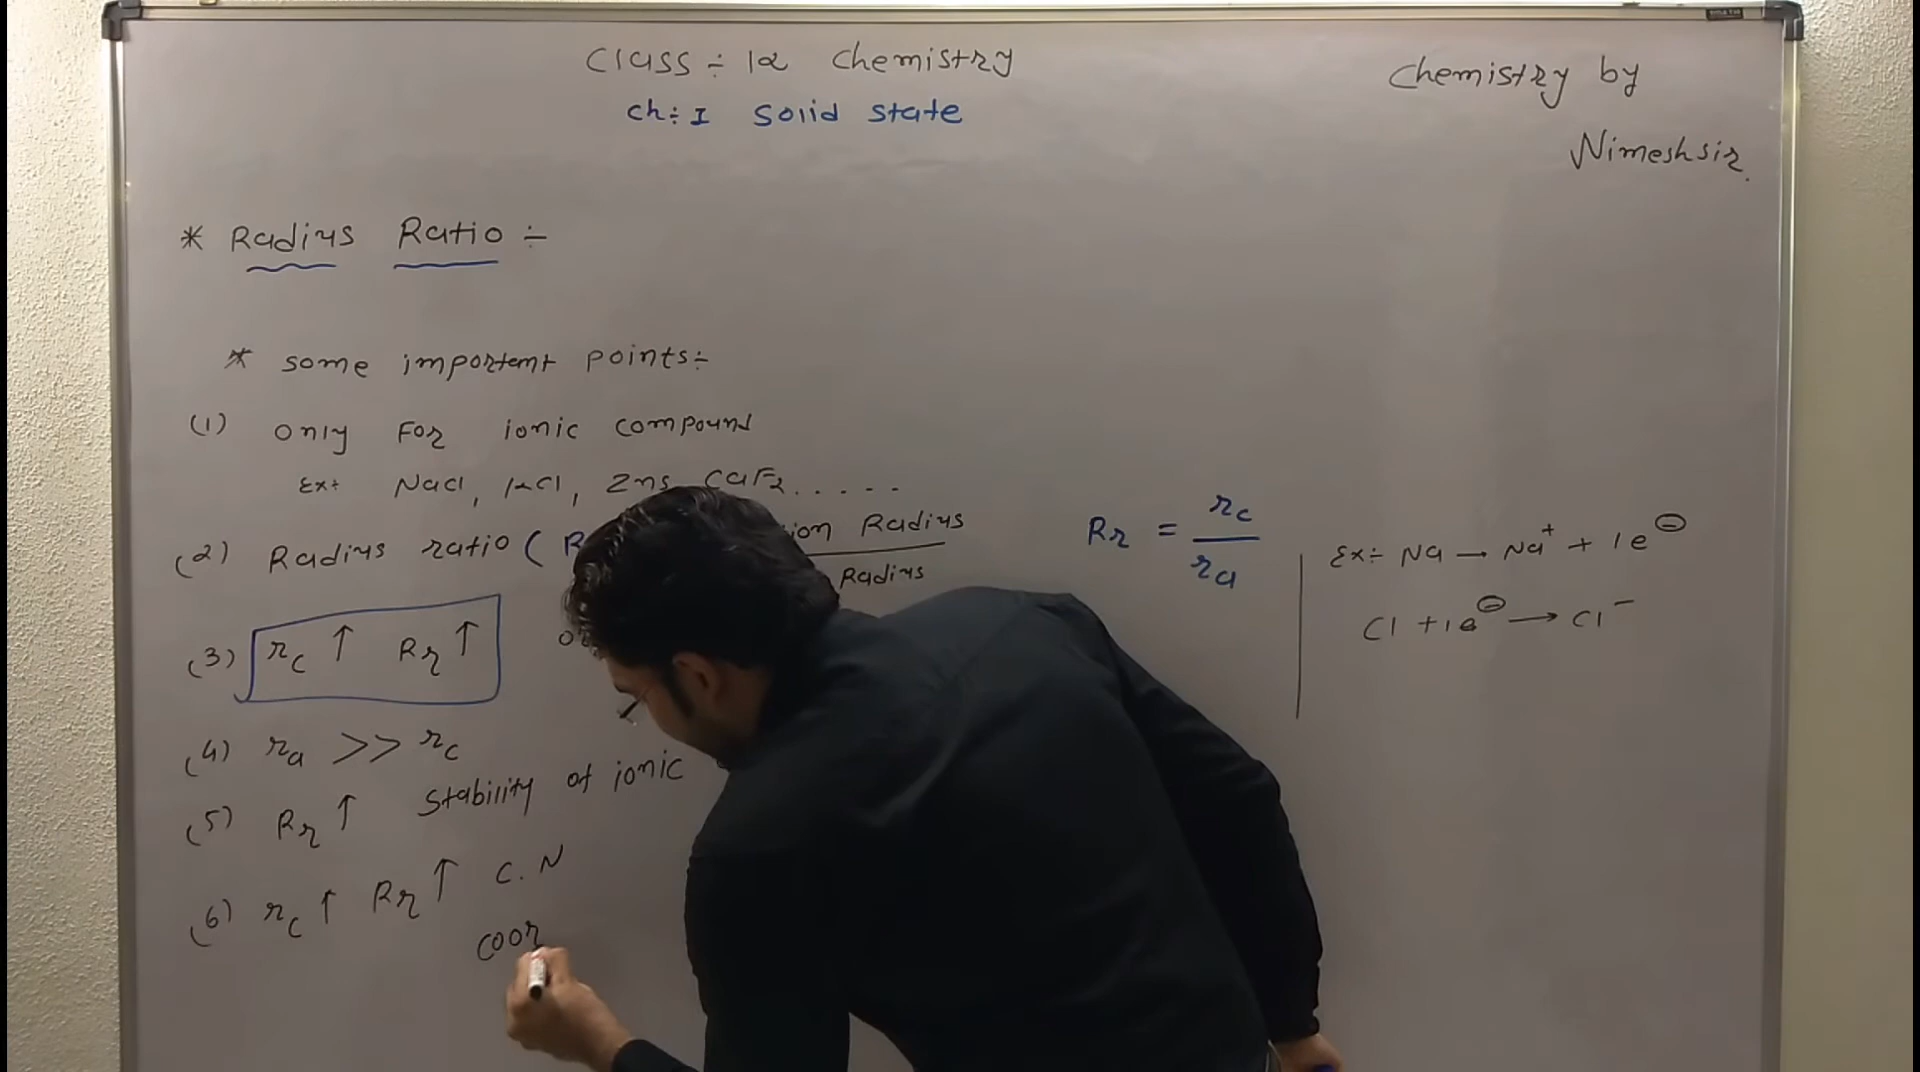 Class ÷ 12 Chemistry
ch ÷ I Solid state
Chemistry by
Nimesh sir.
* Radius Ratio ÷
* Some important points ÷
(1) Only For ionic compound
Ex ÷ NaCl, KCl, ZnS CaF₂.....
(2) Radius ratio ( R ion Radius
Radius
(3) rc ↑ Rr ↑
(4) ra >> rc
(5) Rr ↑ Stability of ionic
(6) rc ↑ Rr ↑ C.N
coor
Rr = rc / ra
Ex ÷ Na → Na⁺ + 1e⊖
Cl + 1e⊖ → Cl⁻